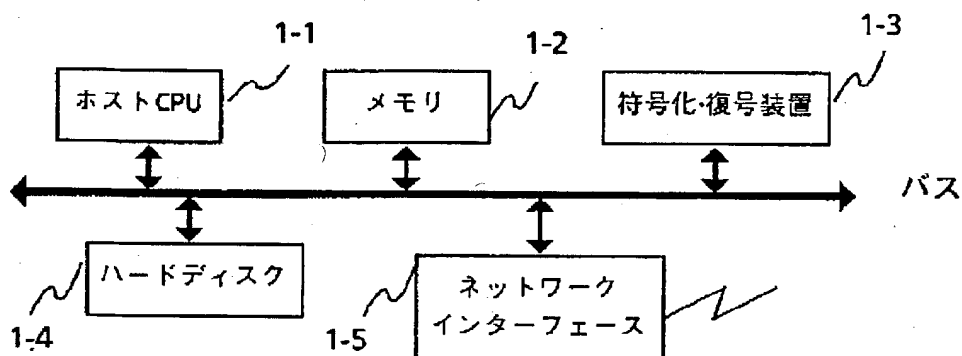 1-1
1-2
1-3
ホストCPU
メモリ
符号化・復号装置
バス
ハードディスク
ネットワーク
インターフェース
1-4
1-5